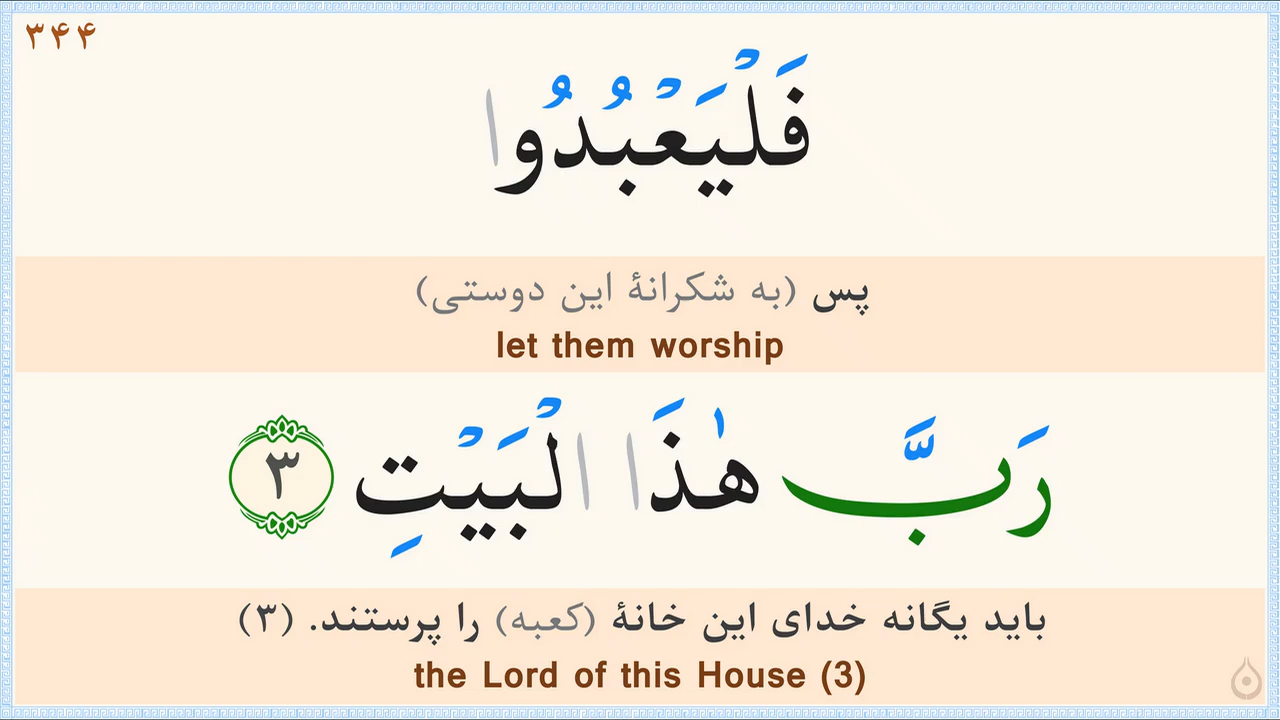 ۳۴۴
فَلْيَعْبُدُوا
پس (به شکرانهٔ این دوستی)
let them worship
رَبَّ هٰذَا الْبَيْتِ ۳
باید یگانه خدای این خانهٔ (کعبه) را پرستند. (۳)
the Lord of this House (3)